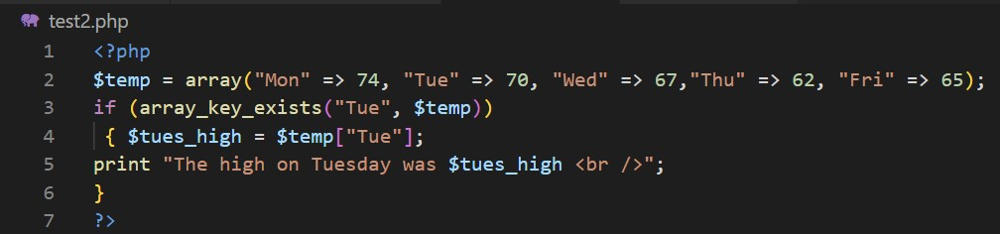 test2.php
1 <?php
2 $temp = array("Mon" => 74, "Tue" => 70, "Wed" => 67,"Thu" => 62, "Fri" => 65);
3 if (array_key_exists("Tue", $temp))
4 { $tues_high = $temp["Tue"];
5 print "The high on Tuesday was $tues_high <br />";
6 }
7 ?>